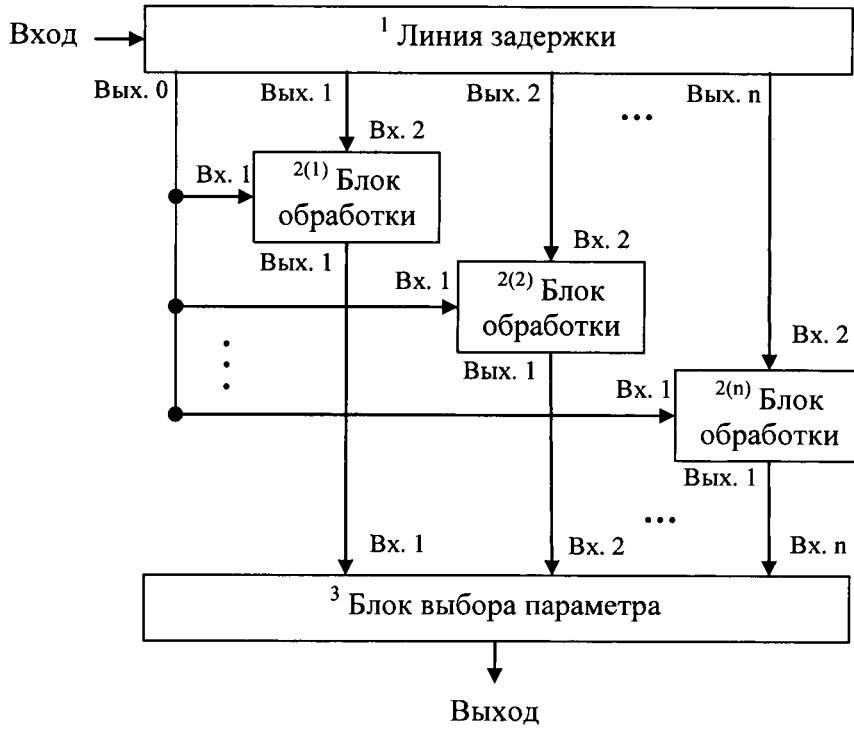 Вход
1 Линия задержки
Вых. 0
Вых. 1
Вых. 2
...
Вых. n
Вх. 2
Вх. 1
2(1) Блок
обработки
Вых. 1
Вх. 2
Вх. 1
2(2) Блок
обработки
Вых. 1
Вх. 2
Вх. 1
2(n) Блок
обработки
Вых. 1
...
Вх. 1
Вх. 2
Вх. n
3 Блок выбора параметра
Выход